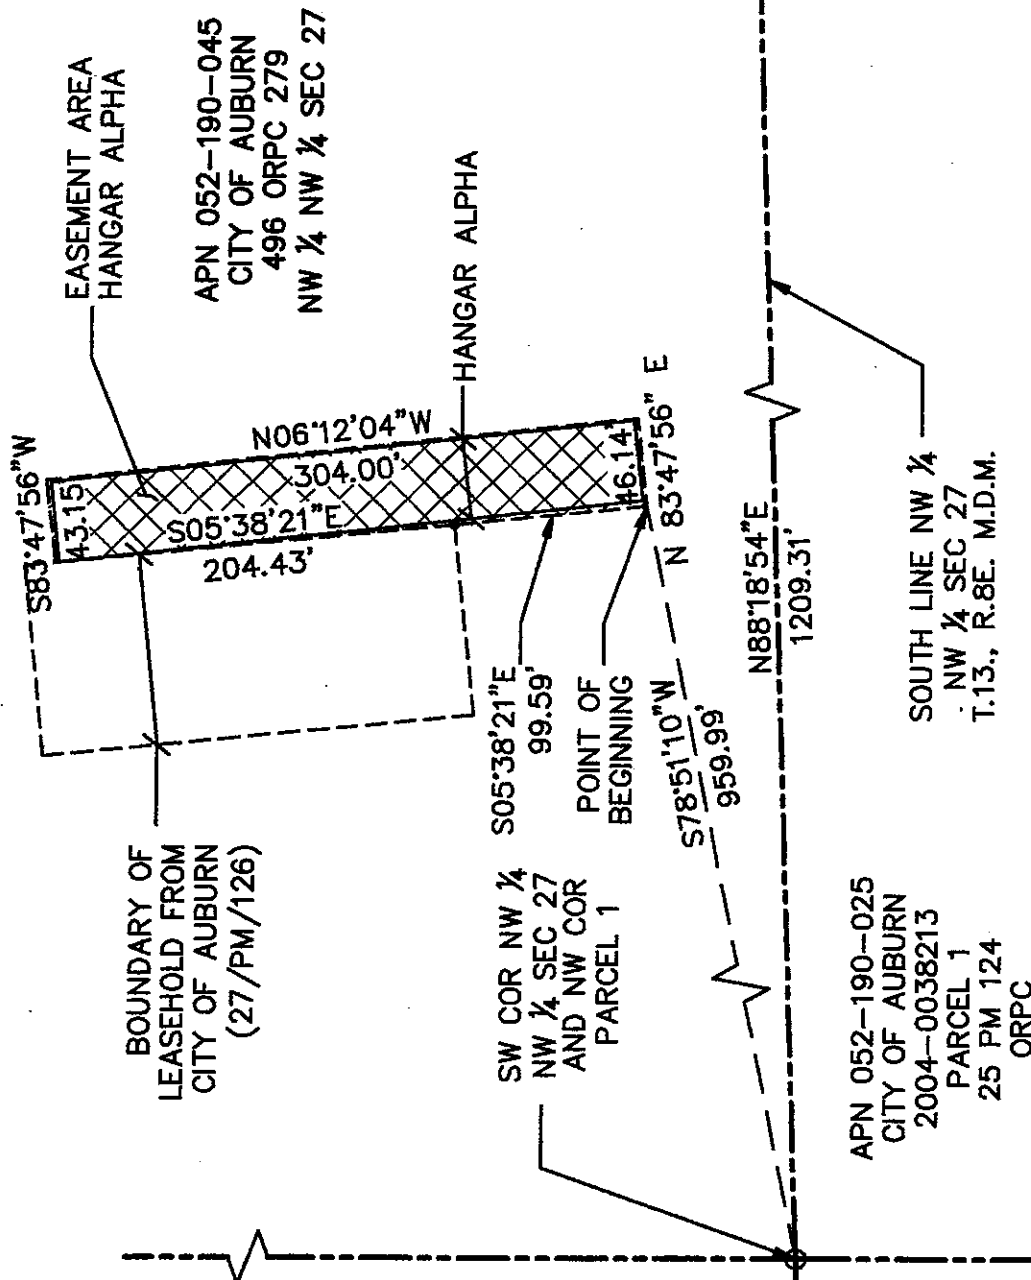 EASEMENT AREA
HANGAR ALPHA
APN 052-190-045
CITY OF AUBURN
496 ORPC 279
NW ¼ NW ¼ SEC 27
HANGAR ALPHA
S83°47'56"W
43.15'
N06°12'04"W
304.00'
S05°38'21"E
204.43'
46.14'
N 83°47'56" E
BOUNDARY OF
LEASEHOLD FROM
CITY OF AUBURN
(27/PM/126)
S05°38'21"E
99.59'
POINT OF
BEGINNING
S78°51'10"W
959.99'
N88°18'54"E
1209.31'
SW COR NW ¼
NW ¼ SEC 27
AND NW COR
PARCEL 1
SOUTH LINE NW ¼
NW ¼ SEC 27
T.13., R.8E. M.D.M.
APN 052-190-025
CITY OF AUBURN
2004-0038213
PARCEL 1
25 PM 124
ORPC